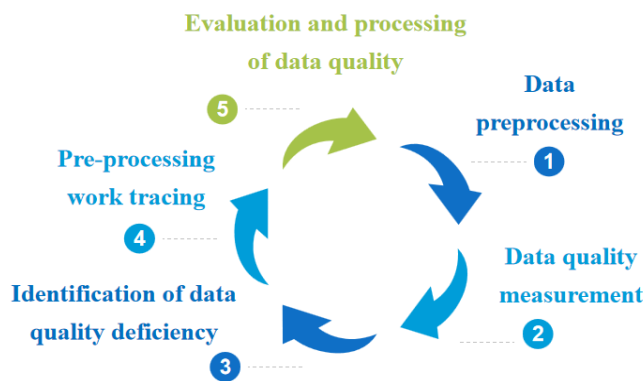 Evaluation and processing
of data quality
5
Data
preprocessing
1
Pre-processing
work tracing
4
Data quality
measurement
2
Identification of data
quality deficiency
3